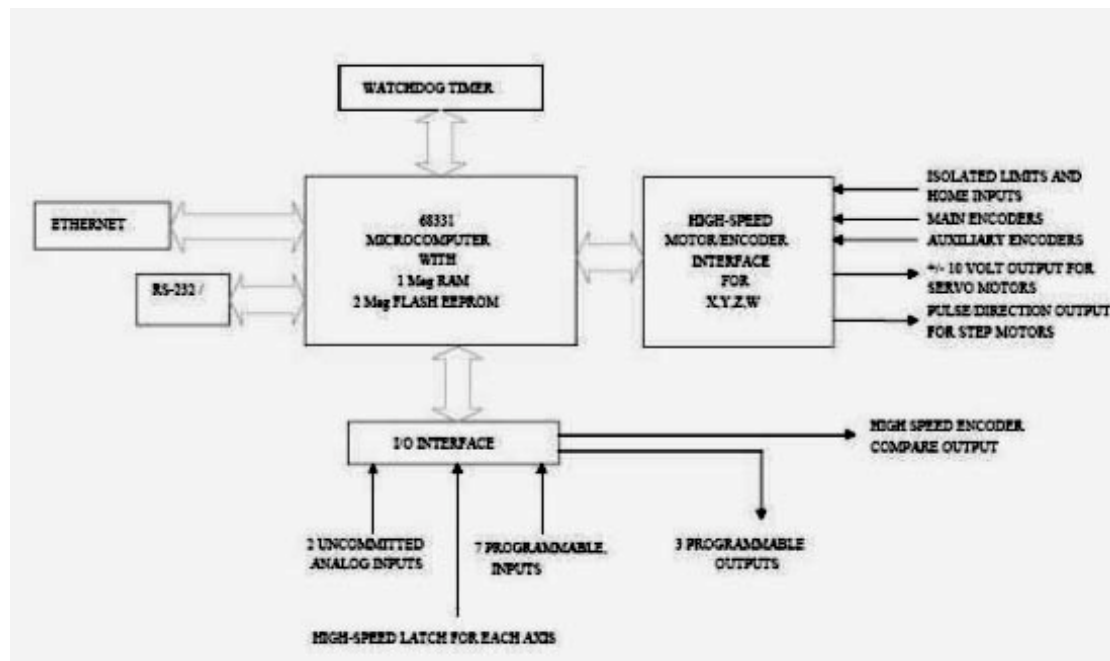 WATCHDOG TIMER
ETHERNET
RS-232 /
68331
MICROCOMPUTER
WITH
1 Meg RAM
2 Meg FLASH EEPROM
HIGH-SPEED
MOTOR/ENCODER
INTERFACE
FOR
X,Y,Z,W
ISOLATED LIMITS AND
HOME INPUTS
MAIN ENCODERS
AUXILIARY ENCODERS
+/- 10 VOLT OUTPUT FOR
SERVO MOTORS
PULSE/DIRECTION OUTPUT
FOR STEP MOTORS
I/O INTERFACE
HIGH SPEED ENCODER
COMPARE OUTPUT
2 UNCOMMITTED
ANALOG INPUTS
7 PROGRAMMABLE,
INPUTS
3 PROGRAMMABLE
OUTPUTS
HIGH-SPEED LATCH FOR EACH AXIS